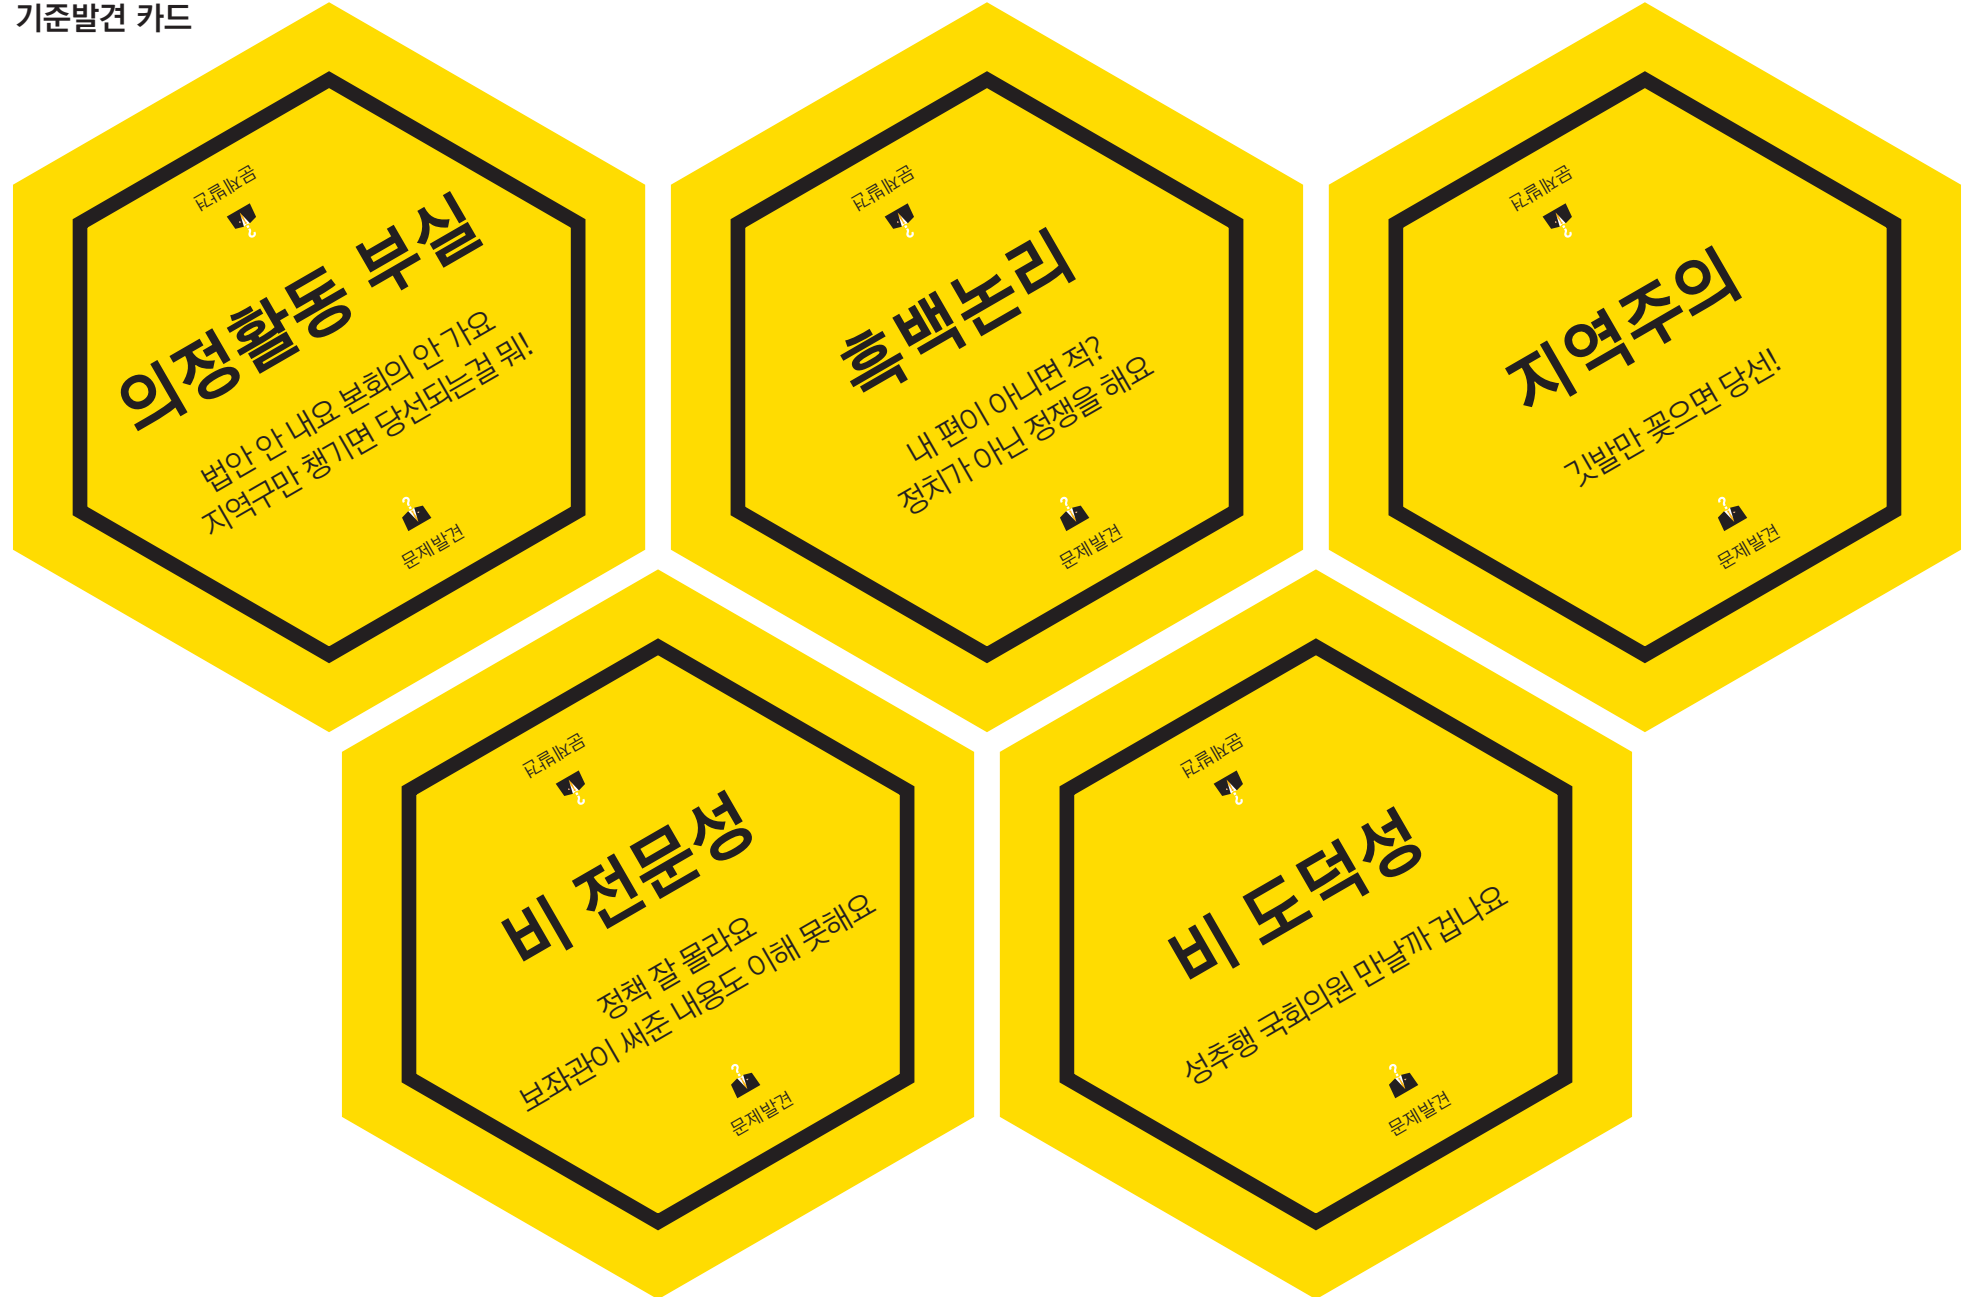 기준발견 카드
문제발견
의정활동 부실
법안 안 내요 본회의 안 가요
지역구만 챙기면 당선되는걸 뭐!
문제발견
문제발견
흑백논리
내 편이 아니면 적?
정치가 아닌 정쟁을 해요
문제발견
문제발견
지역주의
깃발만 꽂으면 당선!
문제발견
문제발견
비 전문성
정책 잘 몰라요
보좌관이 써준 내용도 이해 못해요
문제발견
문제발견
비 도덕성
성추행 국회의원 만날까 겁나요
문제발견